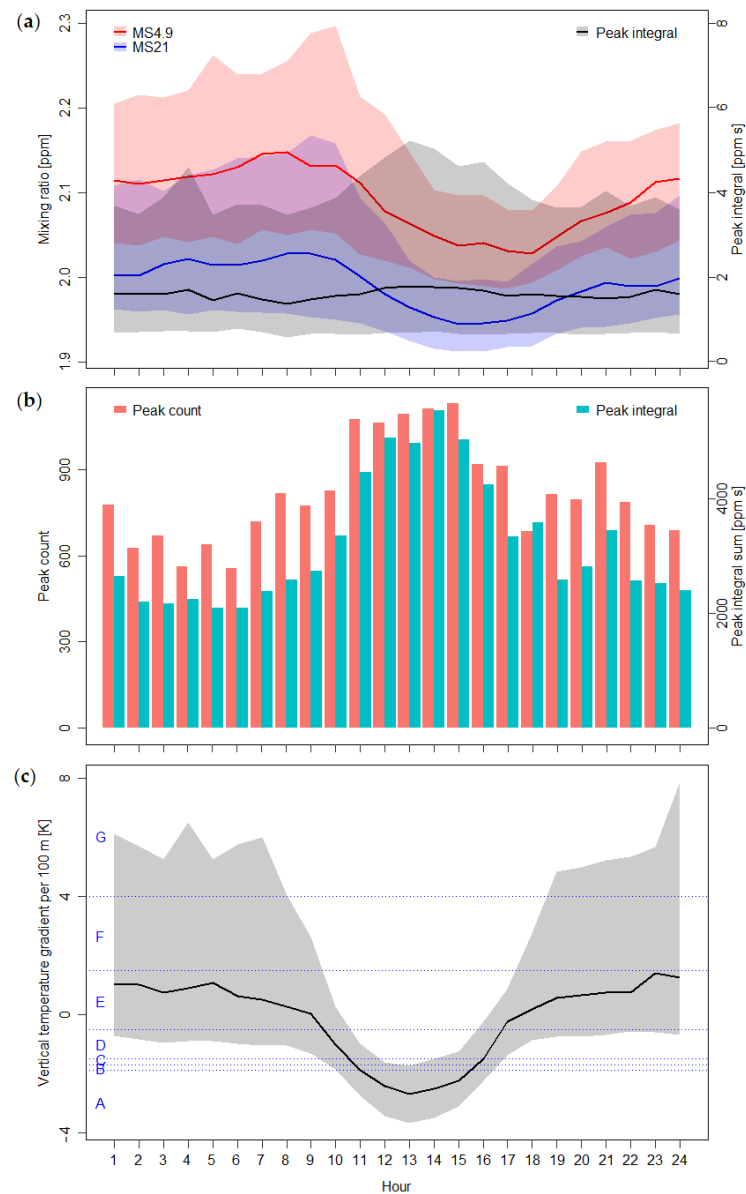 (a)
MS4.9
MS21
Peak integral
Mixing ratio [ppm]
2.3
2.2
2.1
2.0
1.9
Peak integral [ppm s]
8
6
4
2
0
(b)
Peak count
Peak integral
Peak count
900
600
300
0
Peak integral sum [ppm s]
4000
2000
0
(c)
Vertical temperature gradient per 100 m [K]
8
4
0
−4
G
F
E
D
C
B
A
1 2 3 4 5 6 7 8 9 10 11 12 13 14 15 16 17 18 19 20 21 22 23 24
Hour